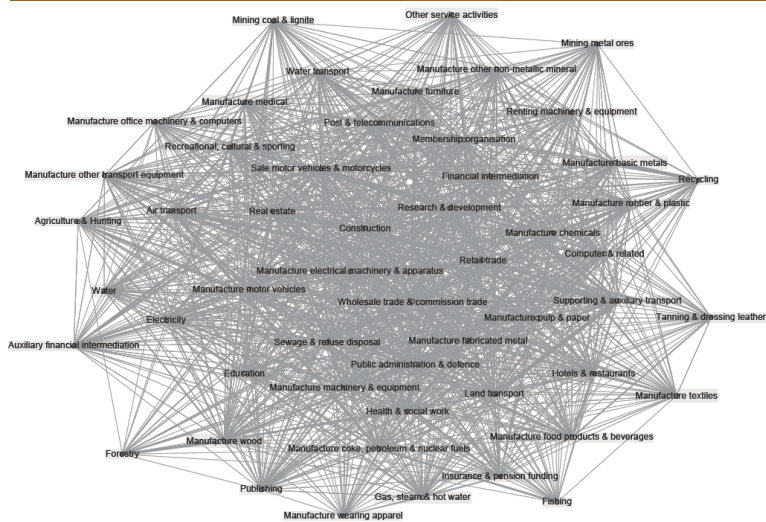 Mining coal & lignite
Other service activities
Mining metal ores
Water transport
Manufacture other non-metallic mineral
Manufacture furniture
Manufacture medical
Renting machinery & equipment
Manufacture office machinery & computers
Post & telecommunications
Membership organisation
Recreational, cultural & sporting
Sale motor vehicles & motorcycles
Manufacture basic metals
Manufacture other transport equipment
Financial intermediation
Recycling
Agriculture & Hunting
Air transport
Real estate
Research & development
Manufacture rubber & plastic
Construction
Manufacture chemicals
Retail trade
Computer & related
Manufacture electrical machinery & apparatus
Water
Manufacture motor vehicles
Wholesale trade & commission trade
Supporting & auxiliary transport
Electricity
Manufacture pulp & paper
Tanning & dressing leather
Auxiliary financial intermediation
Sewage & refuse disposal
Manufacture fabricated metal
Education
Public administration & defence
Hotels & restaurants
Manufacture machinery & equipment
Land transport
Manufacture textiles
Health & social work
Manufacture wood
Manufacture coke, petroleum & nuclear fuels
Manufacture food products & beverages
Forestry
Insurance & pension funding
Publishing
Gas, steam & hot water
Fishing
Manufacture wearing apparel